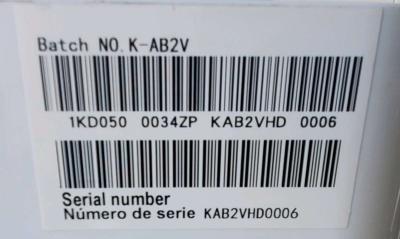 Batch NO. K-AB2V
1KD050 0034ZP KAB2VHD 0006
Serial number
Número de serie KAB2VHD0006